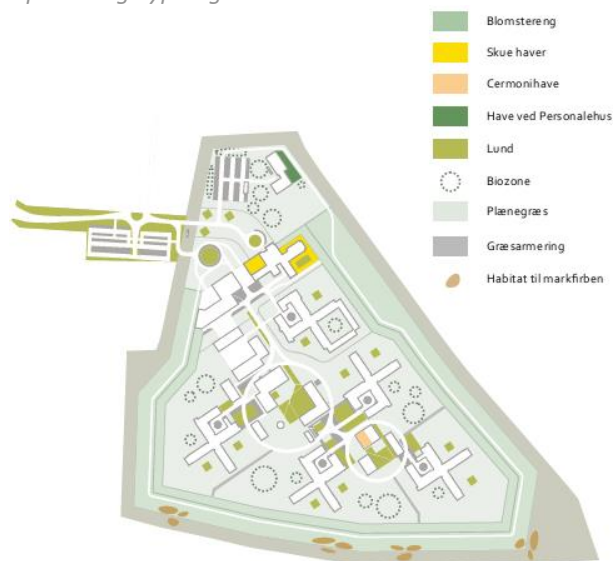 Blomstereng
Skue haver
Cermonihave
Have ved Personalehus
Lund
Biozone
Plænegræs
Græsarmering
Habitat til markfirben